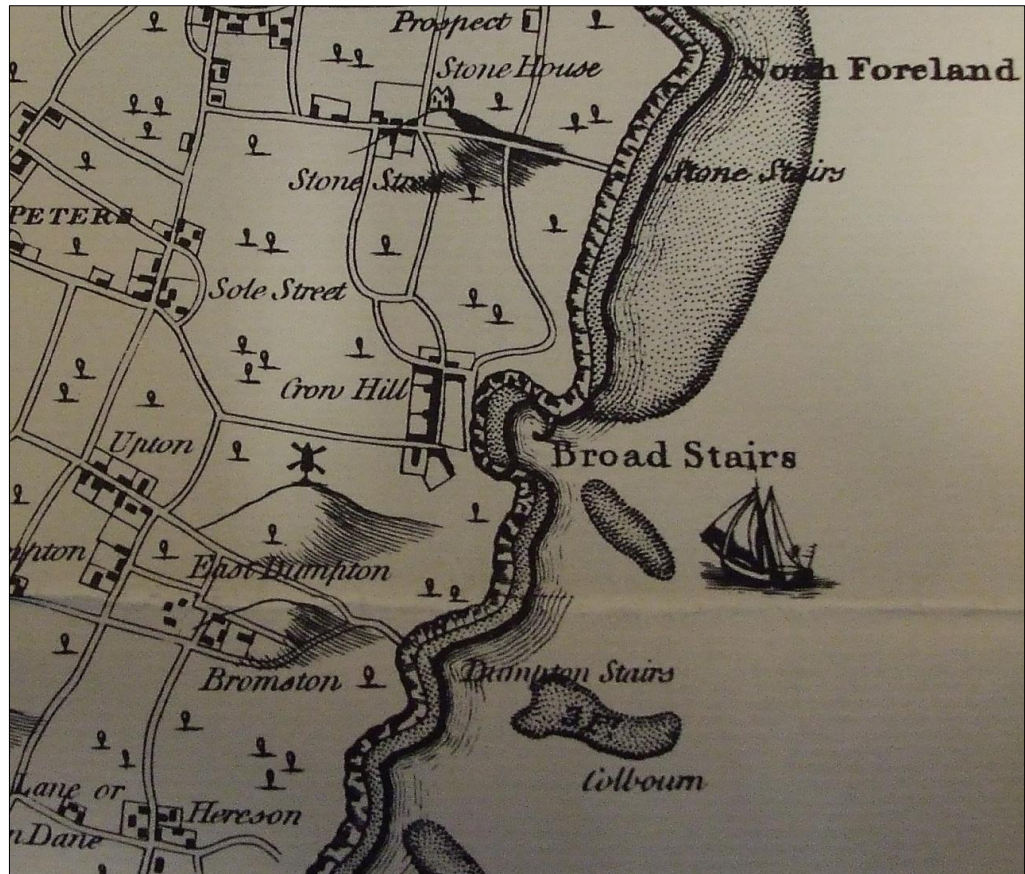 Prospect
Stone House
North Foreland
Stone Stairs
Stone Street
PETERS
Sole Street
Crow Hill
Upton
Broad Stairs
East Dumpton
Dumpton Stairs
Bromston
Colbourn
Lane or
Hereson
Dane